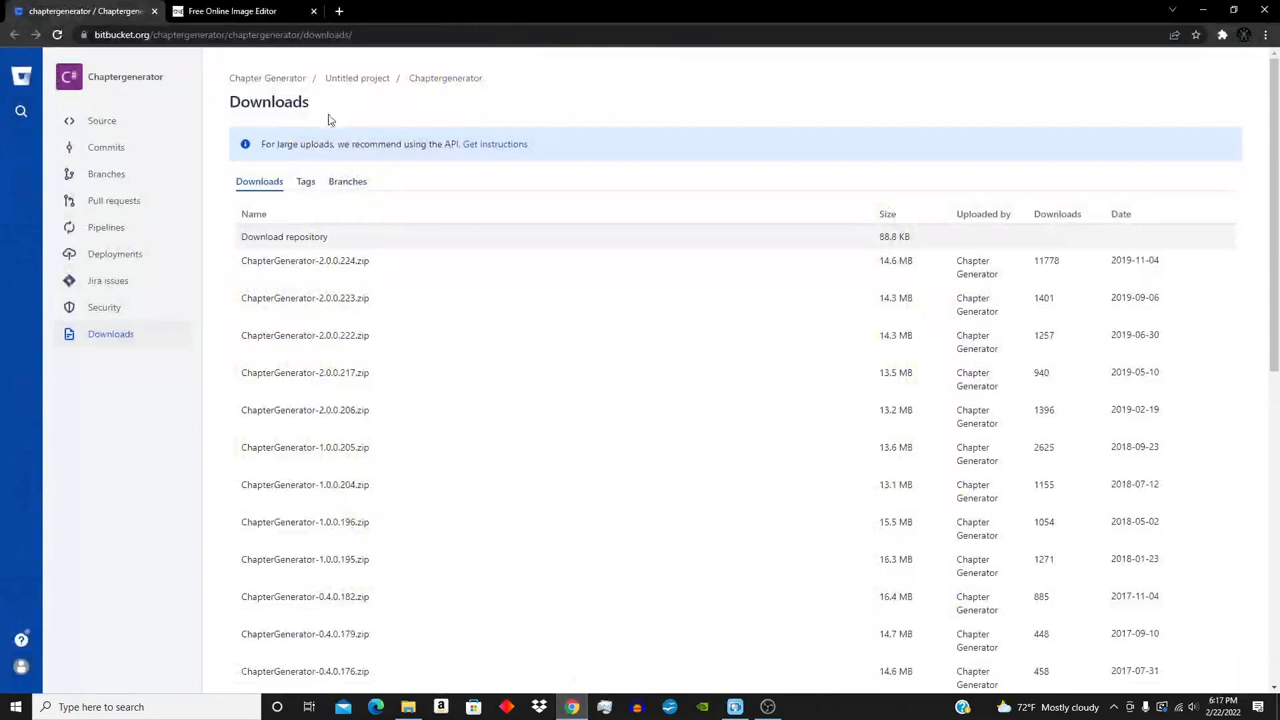 chaptergenerator / Chaptergene
Free Online Image Editor
bitbucket.org/chaptergenerator/chaptergenerator/downloads/
C#
Chaptergenerator
Source
Commits
Branches
Pull requests
Pipelines
Deployments
Jira issues
Security
Downloads
Chapter Generator / Untitled project / Chaptergenerator
Downloads
For large uploads, we recommend using the API. Get instructions
Downloads Tags Branches
Name Size Uploaded by Downloads Date
Download repository 88.8 KB
ChapterGenerator-2.0.0.224.zip 14.6 MB Chapter Generator 11778 2019-11-04
ChapterGenerator-2.0.0.223.zip 14.3 MB Chapter Generator 1401 2019-09-06
ChapterGenerator-2.0.0.222.zip 14.3 MB Chapter Generator 1257 2019-06-30
ChapterGenerator-2.0.0.217.zip 13.5 MB Chapter Generator 940 2019-05-10
ChapterGenerator-2.0.0.206.zip 13.2 MB Chapter Generator 1396 2019-02-19
ChapterGenerator-1.0.0.205.zip 13.6 MB Chapter Generator 2625 2018-09-23
ChapterGenerator-1.0.0.204.zip 13.1 MB Chapter Generator 1155 2018-07-12
ChapterGenerator-1.0.0.196.zip 15.5 MB Chapter Generator 1054 2018-05-02
ChapterGenerator-1.0.0.195.zip 16.3 MB Chapter Generator 1271 2018-01-23
ChapterGenerator-0.4.0.182.zip 16.4 MB Chapter Generator 885 2017-11-04
ChapterGenerator-0.4.0.179.zip 14.7 MB Chapter Generator 448 2017-09-10
ChapterGenerator-0.4.0.176.zip 14.6 MB Chapter Generator 458 2017-07-31
Type here to search
72°F Mostly cloudy
6:17 PM
2/22/2022